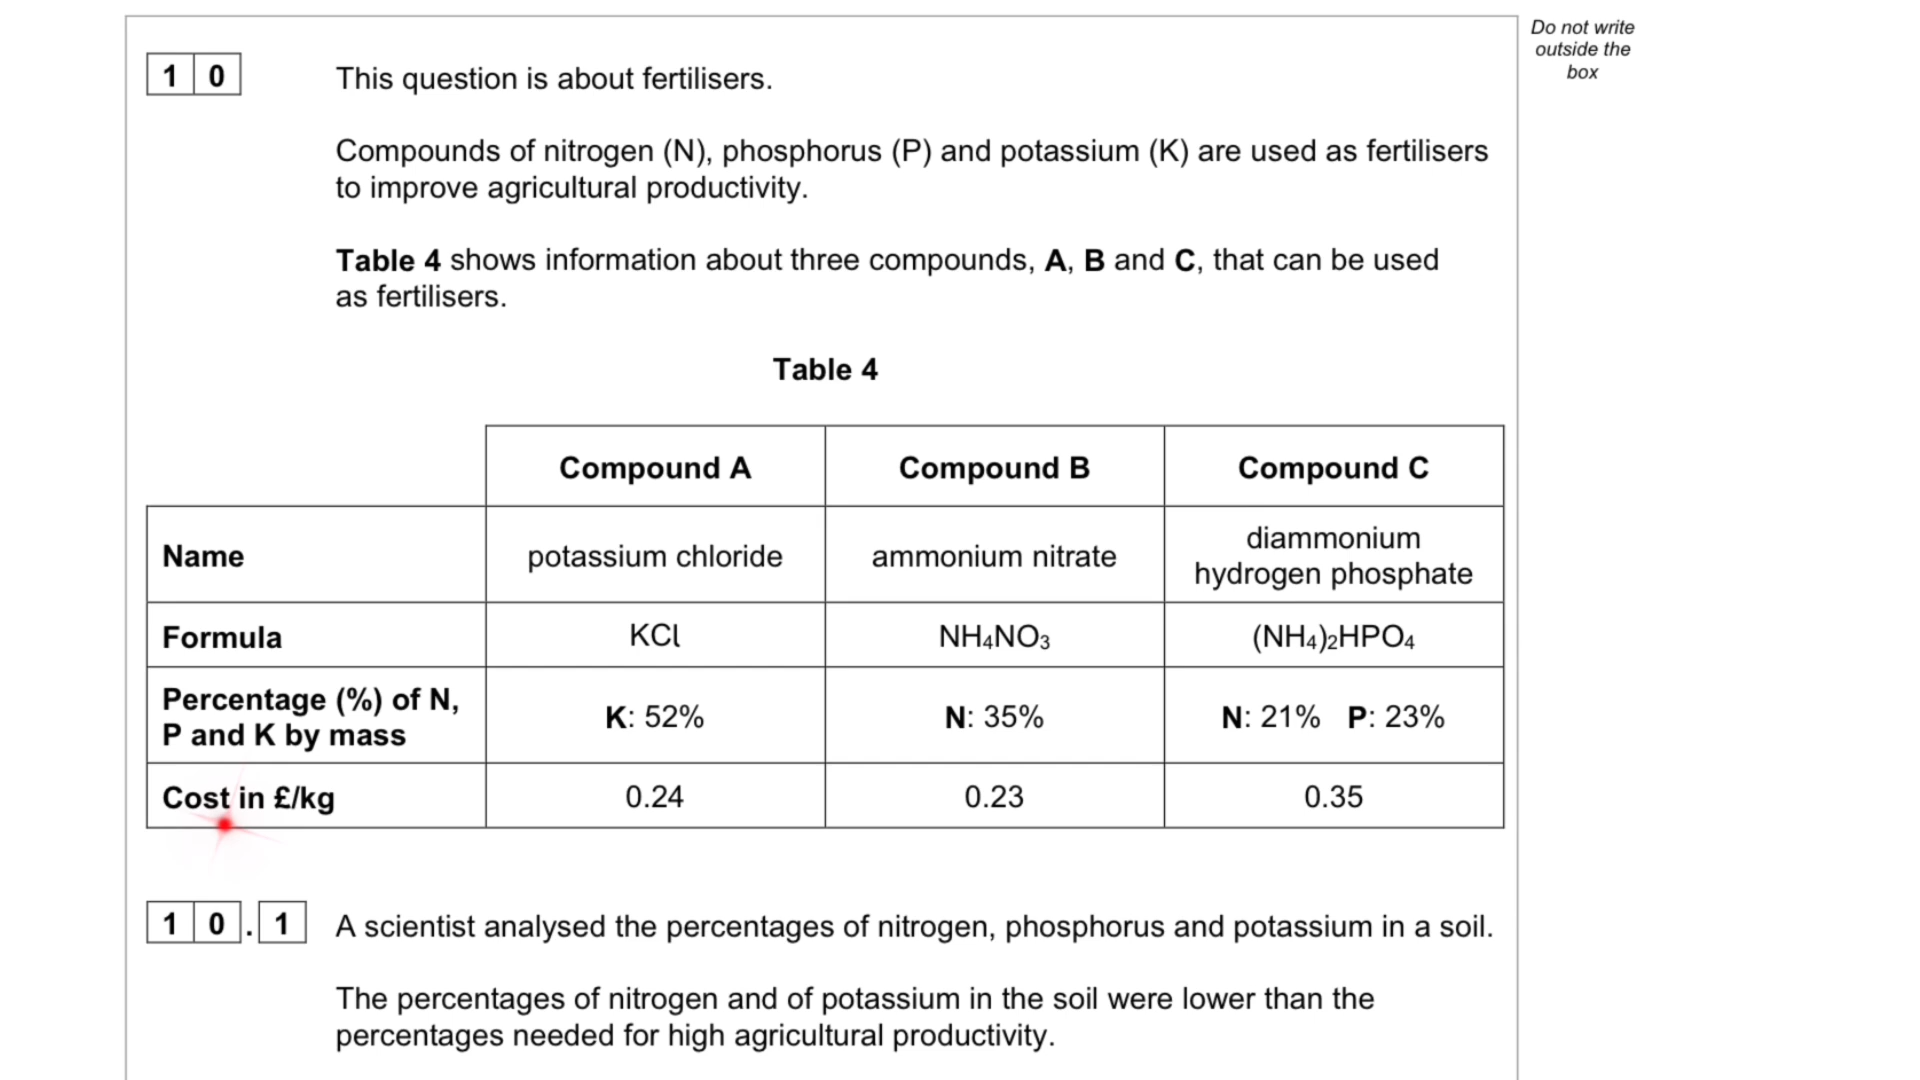 Do not write
outside the
box
1 0 This question is about fertilisers.
Compounds of nitrogen (N), phosphorus (P) and potassium (K) are used as fertilisers
to improve agricultural productivity.
Table 4 shows information about three compounds, A, B and C, that can be used
as fertilisers.
Table 4
Compound A Compound B Compound C
Name potassium chloride ammonium nitrate diammonium hydrogen phosphate
Formula KCl NH₄NO₃ (NH₄)₂HPO₄
Percentage (%) of N,
P and K by mass K: 52% N: 35% N: 21% P: 23%
Cost in £/kg 0.24 0.23 0.35
1 0 . 1 A scientist analysed the percentages of nitrogen, phosphorus and potassium in a soil.
The percentages of nitrogen and of potassium in the soil were lower than the
percentages needed for high agricultural productivity.